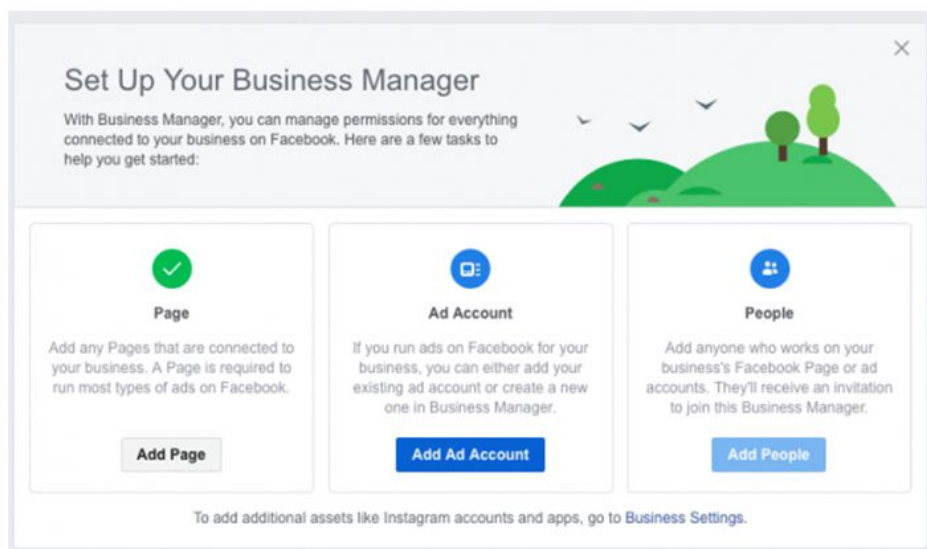 Set Up Your Business Manager
With Business Manager, you can manage permissions for everything
connected to your business on Facebook. Here are a few tasks to
help you get started:
Page
Add any Pages that are connected to
your business. A Page is required to
run most types of ads on Facebook.
Add Page
Ad Account
If you run ads on Facebook for your
business, you can either add your
existing ad account or create a new
one in Business Manager.
Add Ad Account
People
Add anyone who works on your
business's Facebook Page or ad
accounts. They'll receive an invitation
to join this Business Manager.
Add People
To add additional assets like Instagram accounts and apps, go to Business Settings.